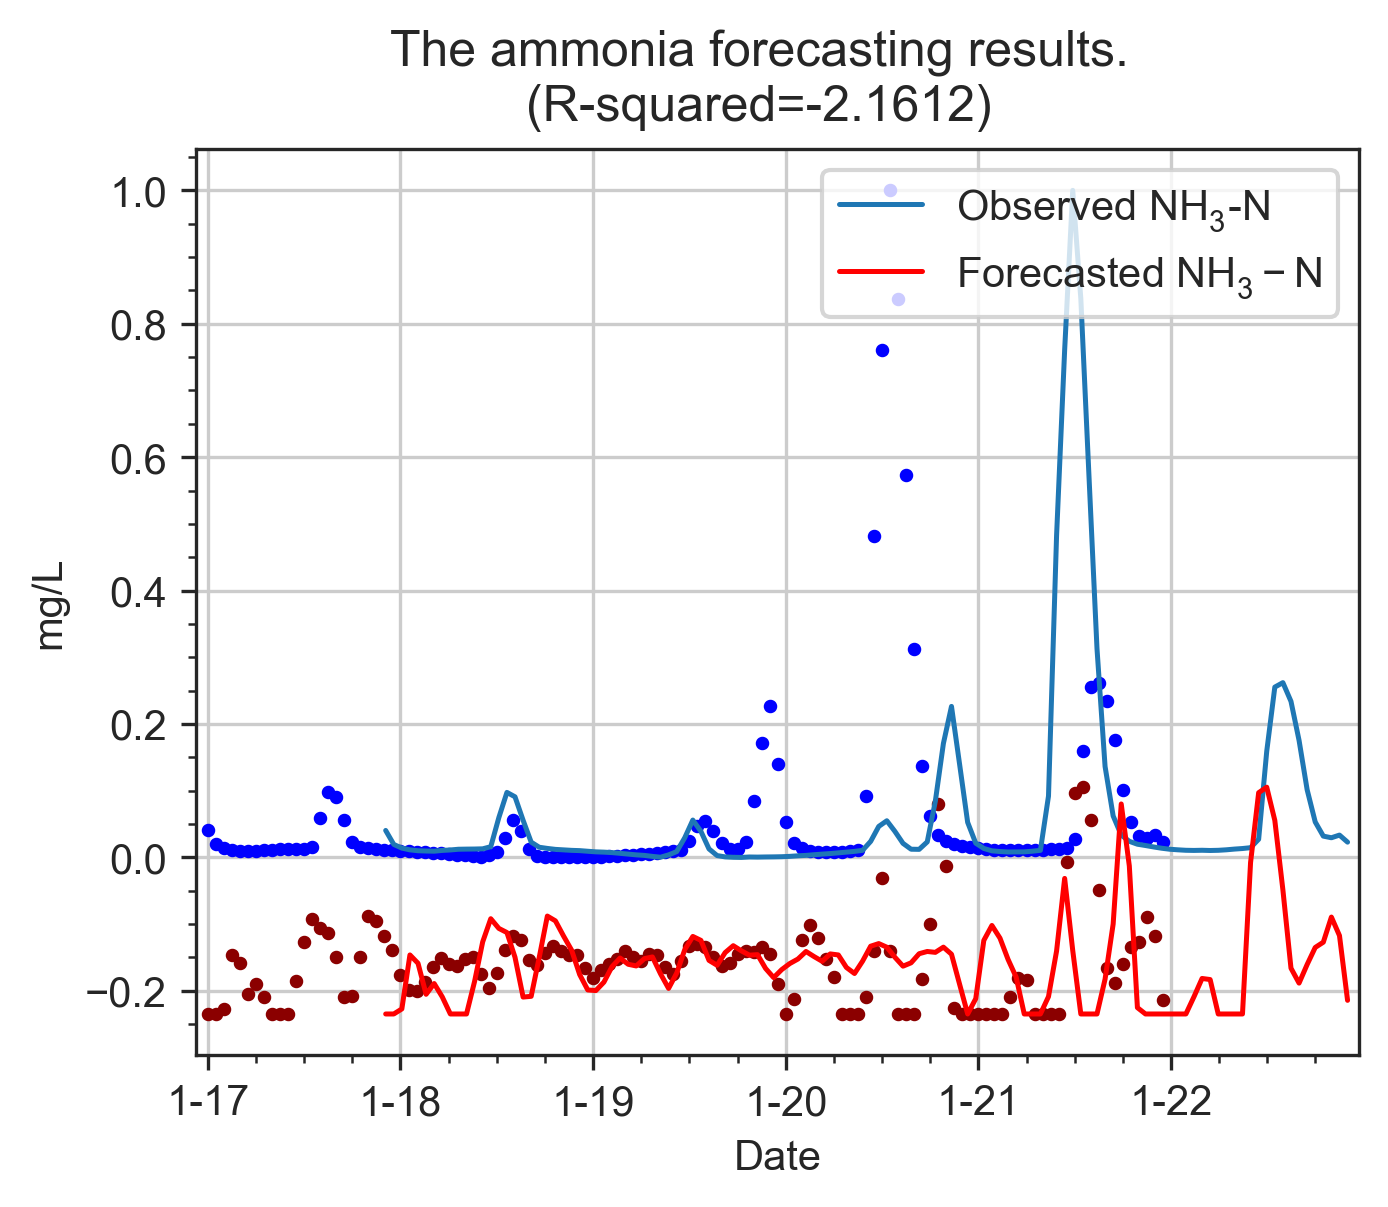 The ammonia forecasting results.
(R-squared=-2.1612)
Observed NH₃-N
Forecasted NH₃ − N
1.0
0.8
0.6
0.4
0.2
0.0
−0.2
mg/L
1-17 1-18 1-19 1-20 1-21 1-22
Date